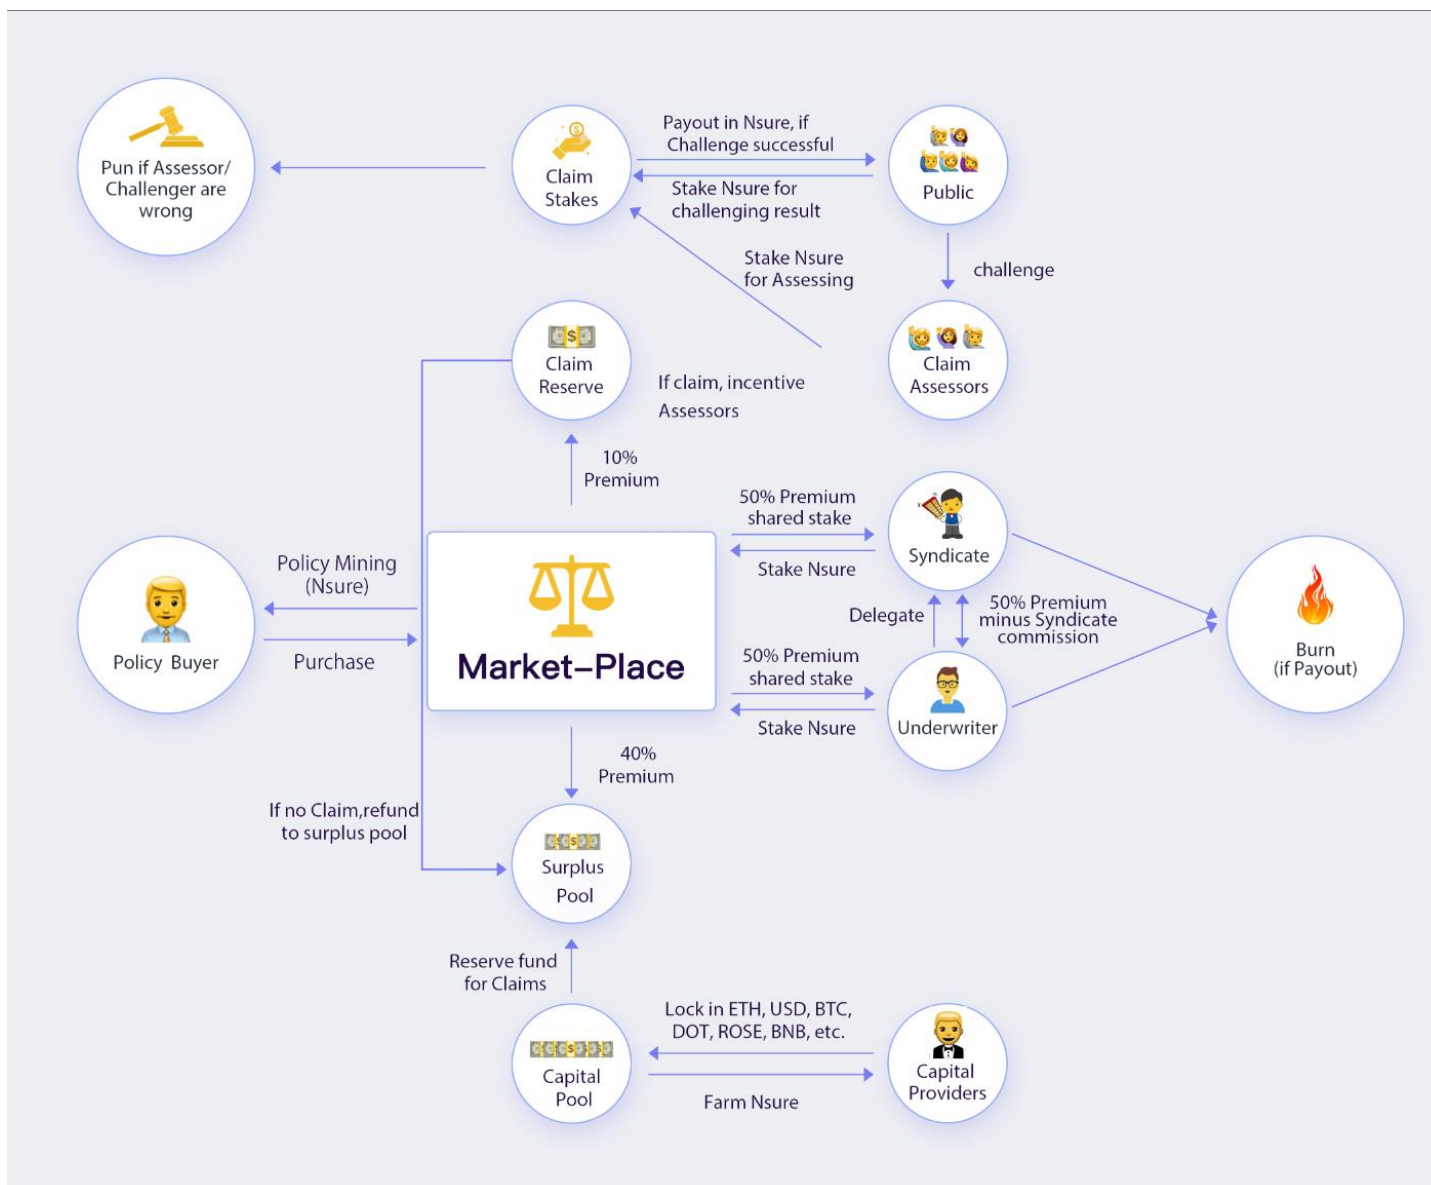 Pun if Assessor/
Challenger are
wrong
Claim
Stakes
Payout in Nsure, if
Challenge successful
Stake Nsure for
challenging result
Public
Stake Nsure
for Assessing
challenge
Claim
Reserve
If claim, incentive
Assessors
Claim
Assessors
10%
Premium
50% Premium
shared stake
Stake Nsure
Syndicate
Policy Mining
(Nsure)
Purchase
Policy Buyer
Market-Place
Delegate
50% Premium
minus Syndicate
commission
50% Premium
shared stake
Stake Nsure
Underwriter
Burn
(if Payout)
40%
Premium
If no Claim,refund
to surplus pool
Surplus
Pool
Reserve fund
for Claims
Capital
Pool
Lock in ETH, USD, BTC,
DOT, ROSE, BNB, etc.
Farm Nsure
Capital
Providers